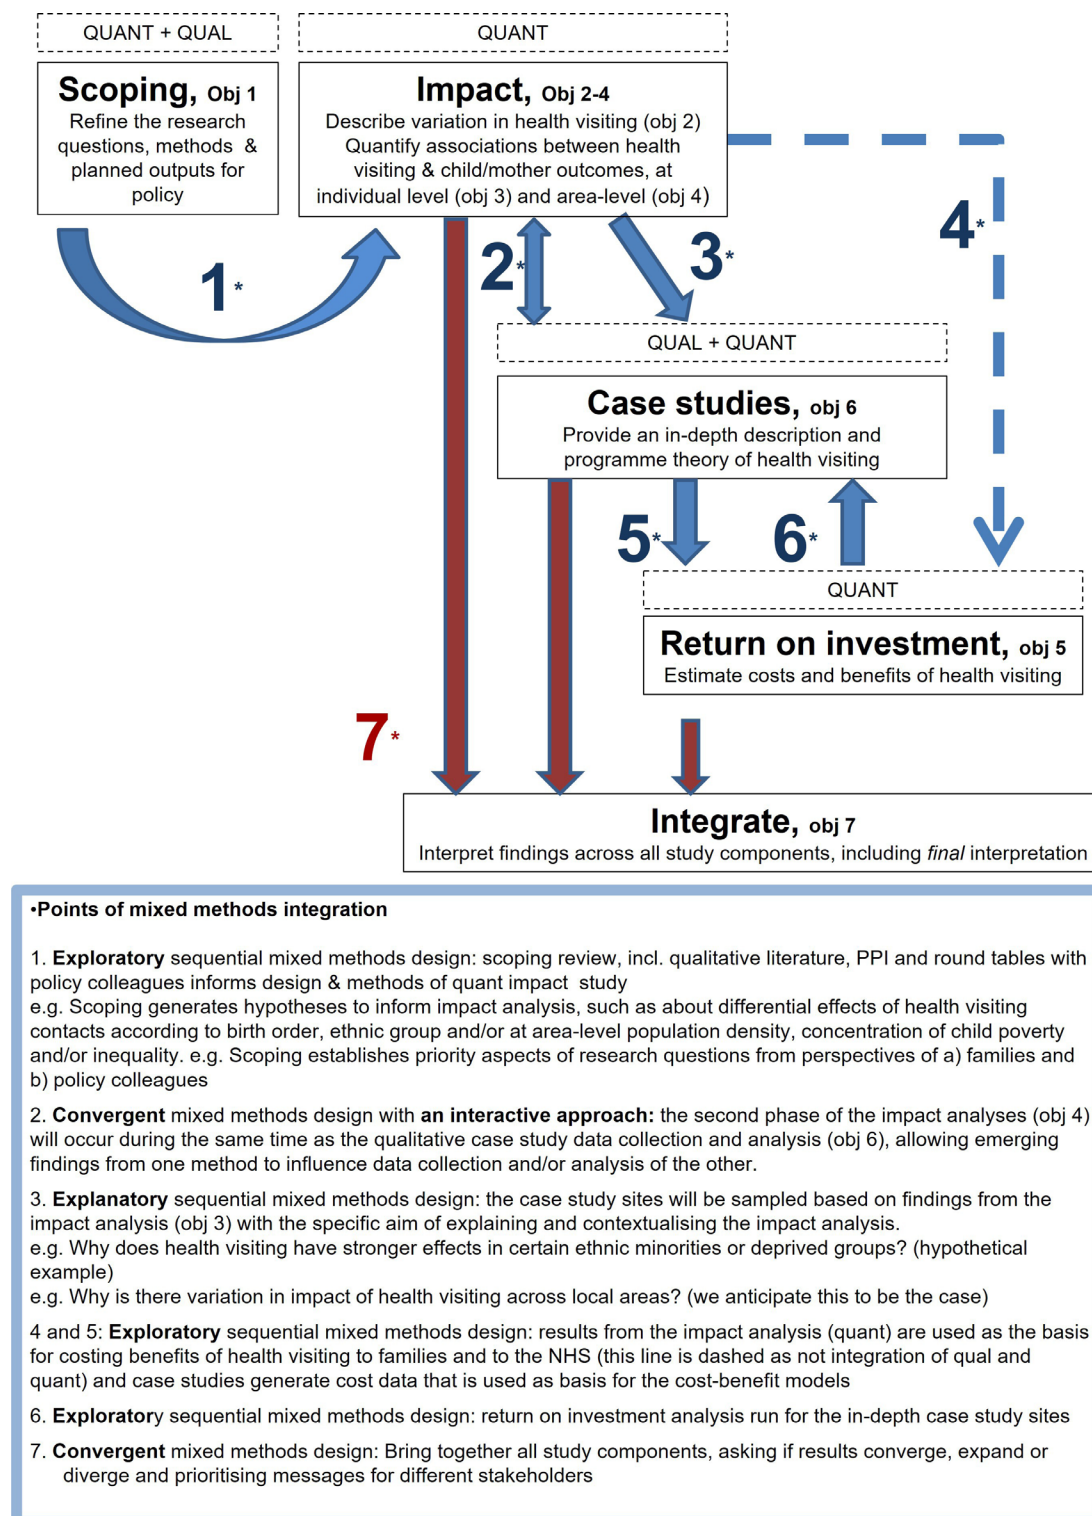 QUANT + QUAL
QUANT
Scoping, Obj 1
Refine the research
questions, methods &
planned outputs for
policy
Impact, Obj 2-4
Describe variation in health visiting (obj 2)
Quantify associations between health
visiting & child/mother outcomes, at
individual level (obj 3) and area-level (obj 4)
1*
2*
3*
4*
QUAL + QUANT
Case studies, obj 6
Provide an in-depth description and
programme theory of health visiting
5*
6*
QUANT
Return on investment, obj 5
Estimate costs and benefits of health visiting
7*
Integrate, obj 7
Interpret findings across all study components, including final interpretation
•Points of mixed methods integration
1. Exploratory sequential mixed methods design: scoping review, incl. qualitative literature, PPI and round tables with
policy colleagues informs design & methods of quant impact study
e.g. Scoping generates hypotheses to inform impact analysis, such as about differential effects of health visiting
contacts according to birth order, ethnic group and/or at area-level population density, concentration of child poverty
and/or inequality. e.g. Scoping establishes priority aspects of research questions from perspectives of a) families and
b) policy colleagues
2. Convergent mixed methods design with an interactive approach: the second phase of the impact analyses (obj 4)
will occur during the same time as the qualitative case study data collection and analysis (obj 6), allowing emerging
findings from one method to influence data collection and/or analysis of the other.
3. Explanatory sequential mixed methods design: the case study sites will be sampled based on findings from the
impact analysis (obj 3) with the specific aim of explaining and contextualising the impact analysis.
e.g. Why does health visiting have stronger effects in certain ethnic minorities or deprived groups? (hypothetical
example)
e.g. Why is there variation in impact of health visiting across local areas? (we anticipate this to be the case)
4 and 5: Exploratory sequential mixed methods design: results from the impact analysis (quant) are used as the basis
for costing benefits of health visiting to families and to the NHS (this line is dashed as not integration of qual and
quant) and case studies generate cost data that is used as basis for the cost-benefit models
6. Exploratory sequential mixed methods design: return on investment analysis run for the in-depth case study sites
7. Convergent mixed methods design: Bring together all study components, asking if results converge, expand or
diverge and prioritising messages for different stakeholders